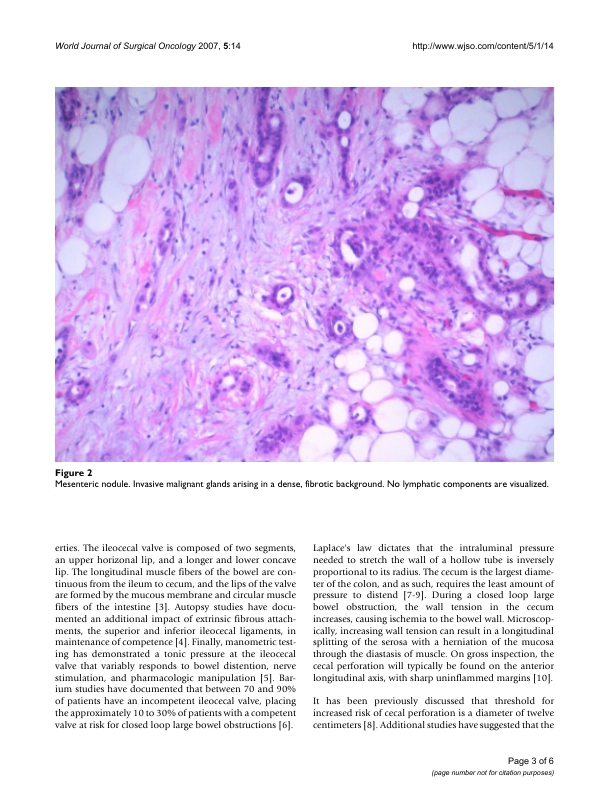 World Journal of Surgical Oncology 2007, 5:14
http://www.wjso.com/content/5/1/14
Figure 2
Mesenteric nodule. Invasive malignant glands arising in a dense, fibrotic background. No lymphatic components are visualized.
erties. The ileocecal valve is composed of two segments,
an upper horizonal lip, and a longer and lower concave
lip. The longitudinal muscle fibers of the bowel are con-
tinuous from the ileum to cecum, and the lips of the valve
are formed by the mucous membrane and circular muscle
fibers of the intestine [3]. Autopsy studies have docu-
mented an additional impact of extrinsic fibrous attach-
ments, the superior and inferior ileocecal ligaments, in
maintenance of competence [4]. Finally, manometric test-
ing has demonstrated a tonic pressure at the ileocecal
valve that variably responds to bowel distention, nerve
stimulation, and pharmacologic manipulation [5]. Bar-
ium studies have documented that between 70 and 90%
of patients have an incompetent ileocecal valve, placing
the approximately 10 to 30% of patients with a competent
valve at risk for closed loop large bowel obstructions [6].
Laplace's law dictates that the intraluminal pressure
needed to stretch the wall of a hollow tube is inversely
proportional to its radius. The cecum is the largest diame-
ter of the colon, and as such, requires the least amount of
pressure to distend [7-9]. During a closed loop large
bowel obstruction, the wall tension in the cecum
increases, causing ischemia to the bowel wall. Microscop-
ically, increasing wall tension can result in a longitudinal
splitting of the serosa with a herniation of the mucosa
through the diastasis of muscle. On gross inspection, the
cecal perforation will typically be found on the anterior
longitudinal axis, with sharp uninflammed margins [10].
It has been previously discussed that threshold for
increased risk of cecal perforation is a diameter of twelve
centimeters [8]. Additional studies have suggested that the
Page 3 of 6
(page number not for citation purposes)